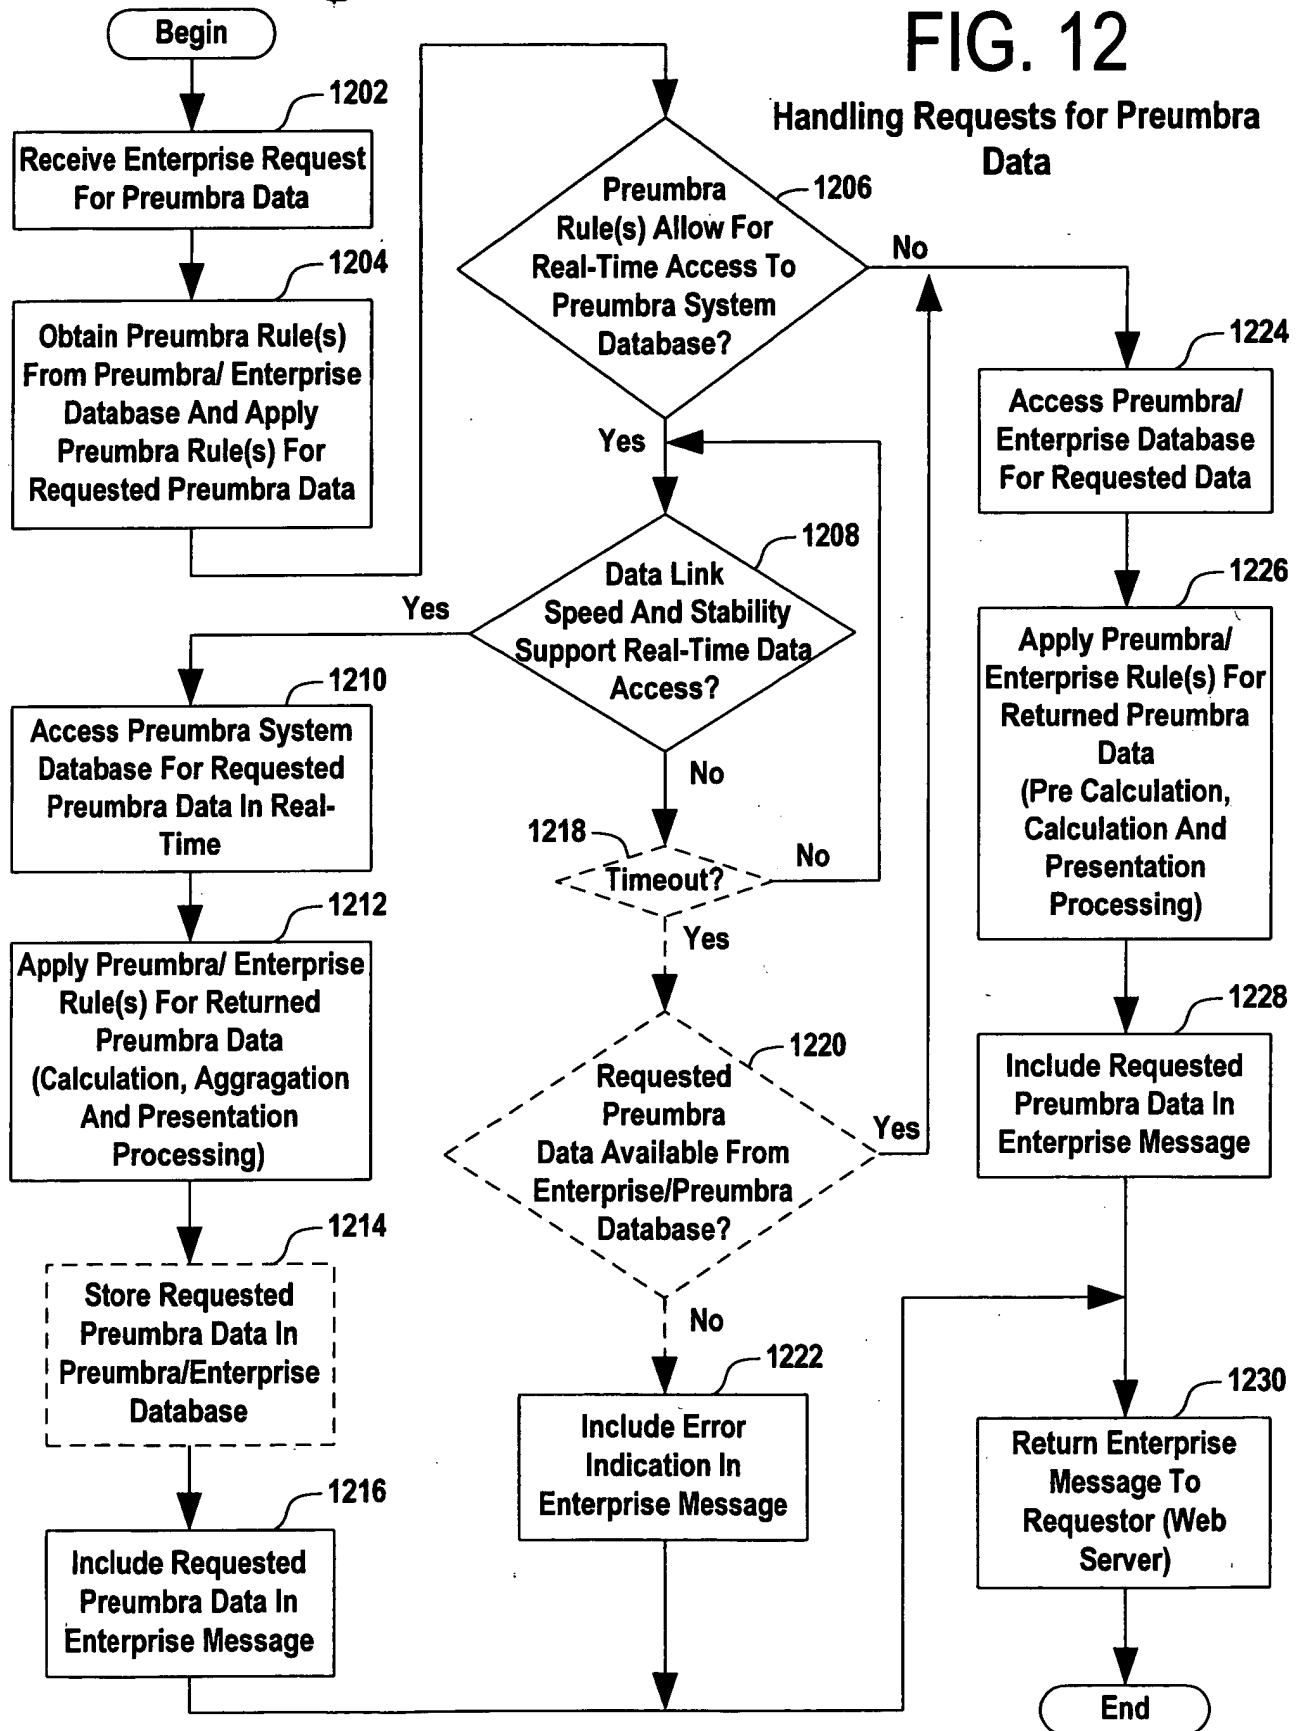 FIG. 12
Handling Requests for Preumbra
Data
Begin
1202
Receive Enterprise Request
For Preumbra Data
1204
Obtain Preumbra Rule(s)
From Preumbra/ Enterprise
Database And Apply
Preumbra Rule(s) For
Requested Preumbra Data
1206
Preumbra
Rule(s) Allow For
Real-Time Access To
Preumbra System
Database?
No
Yes
1208
Data Link
Speed And Stability
Support Real-Time Data
Access?
Yes
No
1210
Access Preumbra System
Database For Requested
Preumbra Data In Real-
Time
1212
Apply Preumbra/ Enterprise
Rule(s) For Returned
Preumbra Data
(Calculation, Aggragation
And Presentation
Processing)
1214
Store Requested
Preumbra Data In
Preumbra/Enterprise
Database
1216
Include Requested
Preumbra Data In
Enterprise Message
1218
Timeout?
No
Yes
1220
Requested
Preumbra
Data Available From
Enterprise/Preumbra
Database?
Yes
No
1222
Include Error
Indication In
Enterprise Message
1224
Access Preumbra/
Enterprise Database
For Requested Data
1226
Apply Preumbra/
Enterprise Rule(s) For
Returned Preumbra
Data
(Pre Calculation,
Calculation And
Presentation
Processing)
1228
Include Requested
Preumbra Data In
Enterprise Message
1230
Return Enterprise
Message To
Requestor (Web
Server)
End